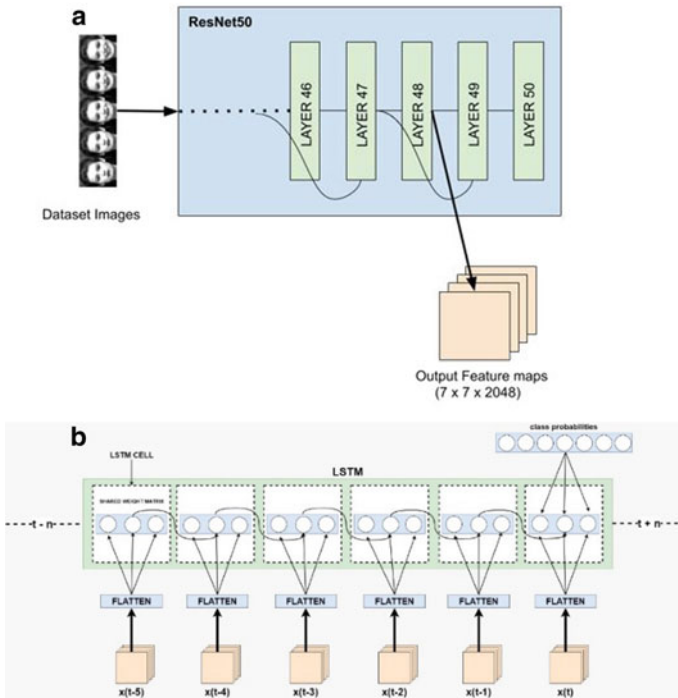 a
ResNet50
LAYER 46
LAYER 47
LAYER 48
LAYER 49
LAYER 50
Dataset Images
Output Feature maps
(7 x 7 x 2048)
b
class probabilities
LSTM CELL
LSTM
SHARED WEIGHT MATRIX
t - n
t + n
FLATTEN FLATTEN FLATTEN FLATTEN FLATTEN FLATTEN
x(t-5) x(t-4) x(t-3) x(t-2) x(t-1) x(t)